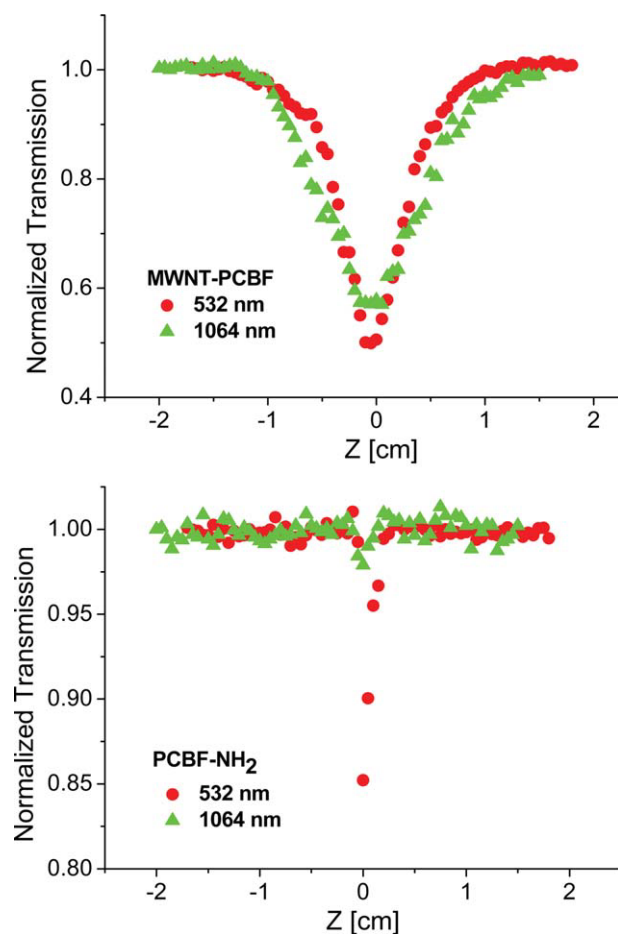 Normalized Transmission
1.0
0.8
0.6
0.4
MWNT-PCBF
532 nm
1064 nm
-2
-1
0
1
2
Z [cm]
Normalized Transmission
1.00
0.95
0.90
0.85
0.80
PCBF-NH2
532 nm
1064 nm
-2
-1
0
1
2
Z [cm]